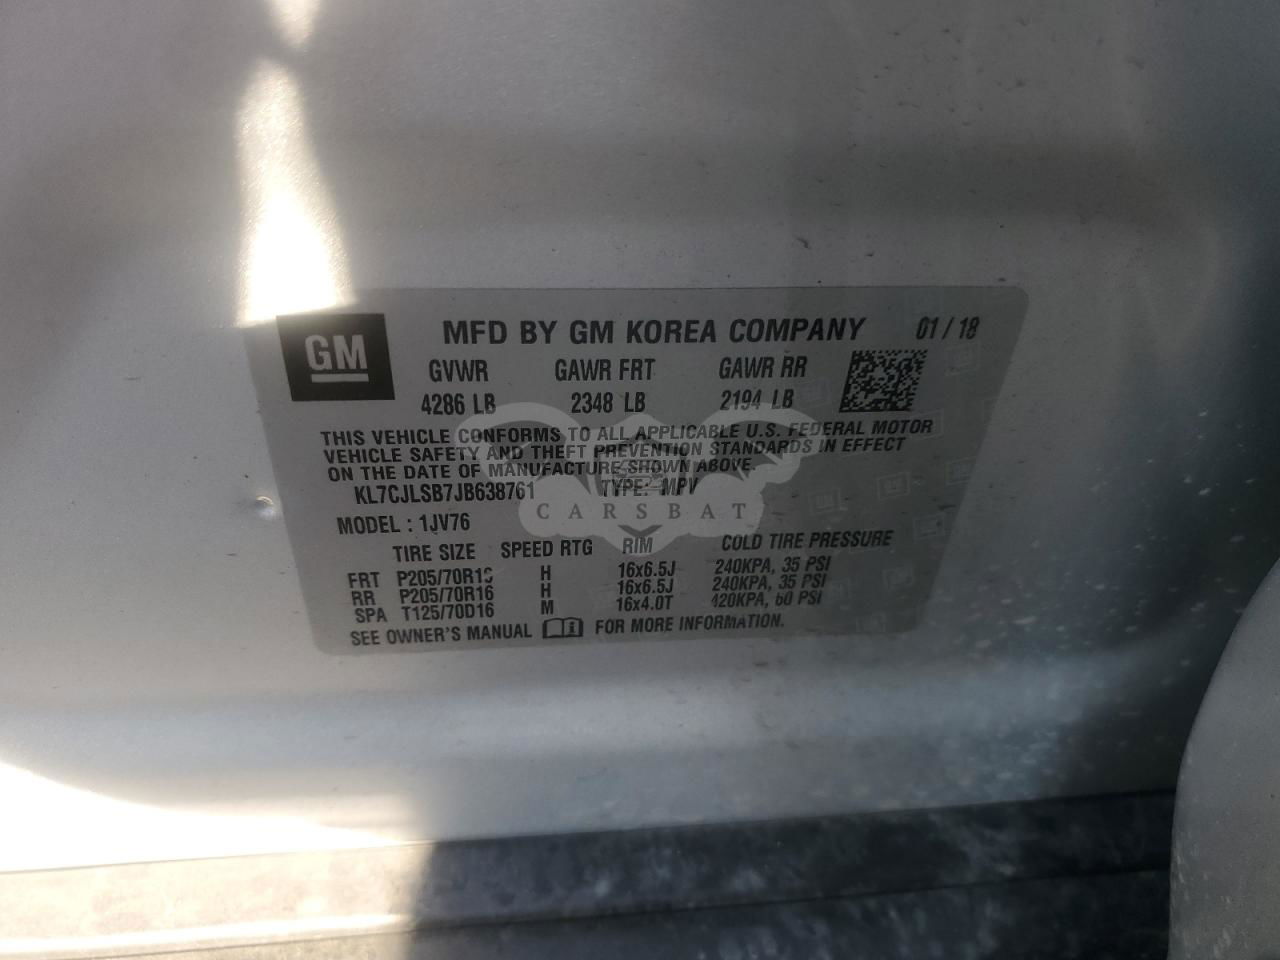 GM
MFD BY GM KOREA COMPANY 01 / 18
GVWR GAWR FRT GAWR RR
4286 LB 2348 LB 2194 LB
THIS VEHICLE CONFORMS TO ALL APPLICABLE U.S. FEDERAL MOTOR
VEHICLE SAFETY AND THEFT PREVENTION STANDARDS IN EFFECT
ON THE DATE OF MANUFACTURE SHOWN ABOVE.
KL7CJLSB7JB638761 TYPE: MPV
CARSBAT
MODEL : 1JV76
TIRE SIZE SPEED RTG RIM COLD TIRE PRESSURE
FRT P205/70R16 H 16x6.5J 240KPA, 35 PSI
RR P205/70R16 H 16x6.5J 240KPA, 35 PSI
SPA T125/70D16 M 16x4.0T 420KPA, 60 PSI
SEE OWNER'S MANUAL FOR MORE INFORMATION.